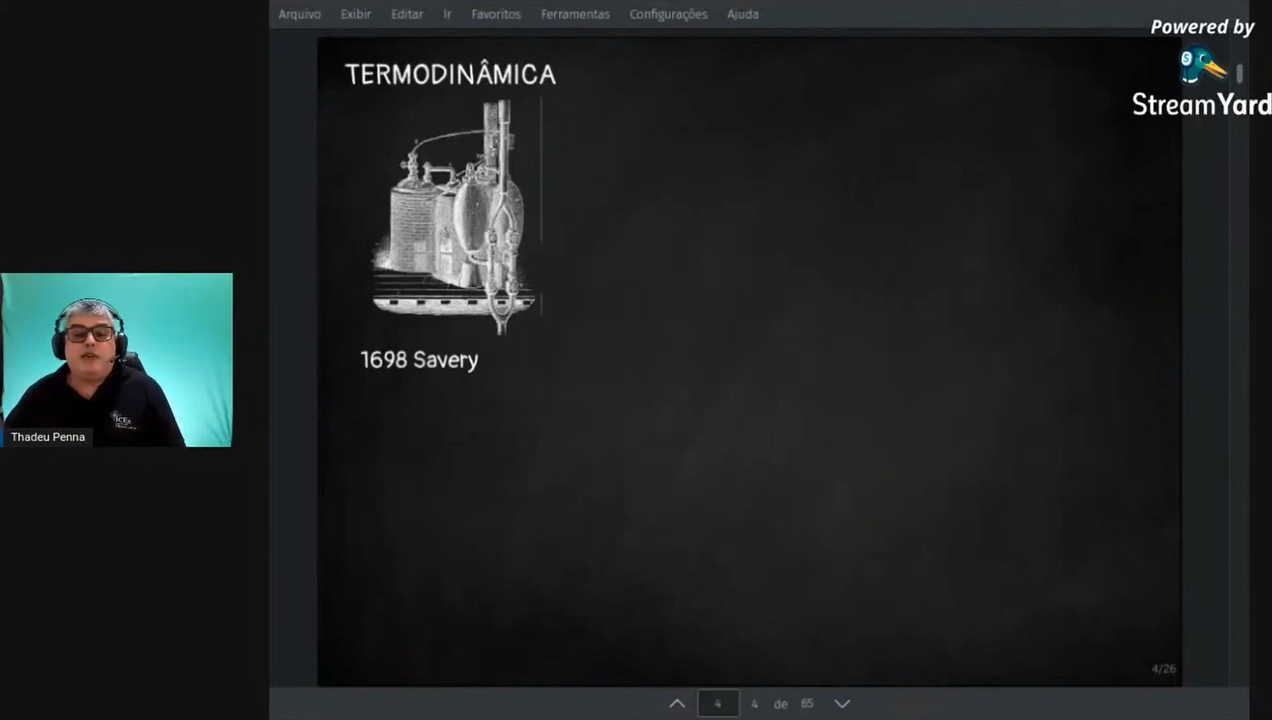 Arquivo Exibir Editar Ir Favoritos Ferramentas Configurações Ajuda
Powered by
StreamYard
TERMODINÂMICA
1698 Savery
ICEx
Thadeu Penna
4/26
4 4 de 65